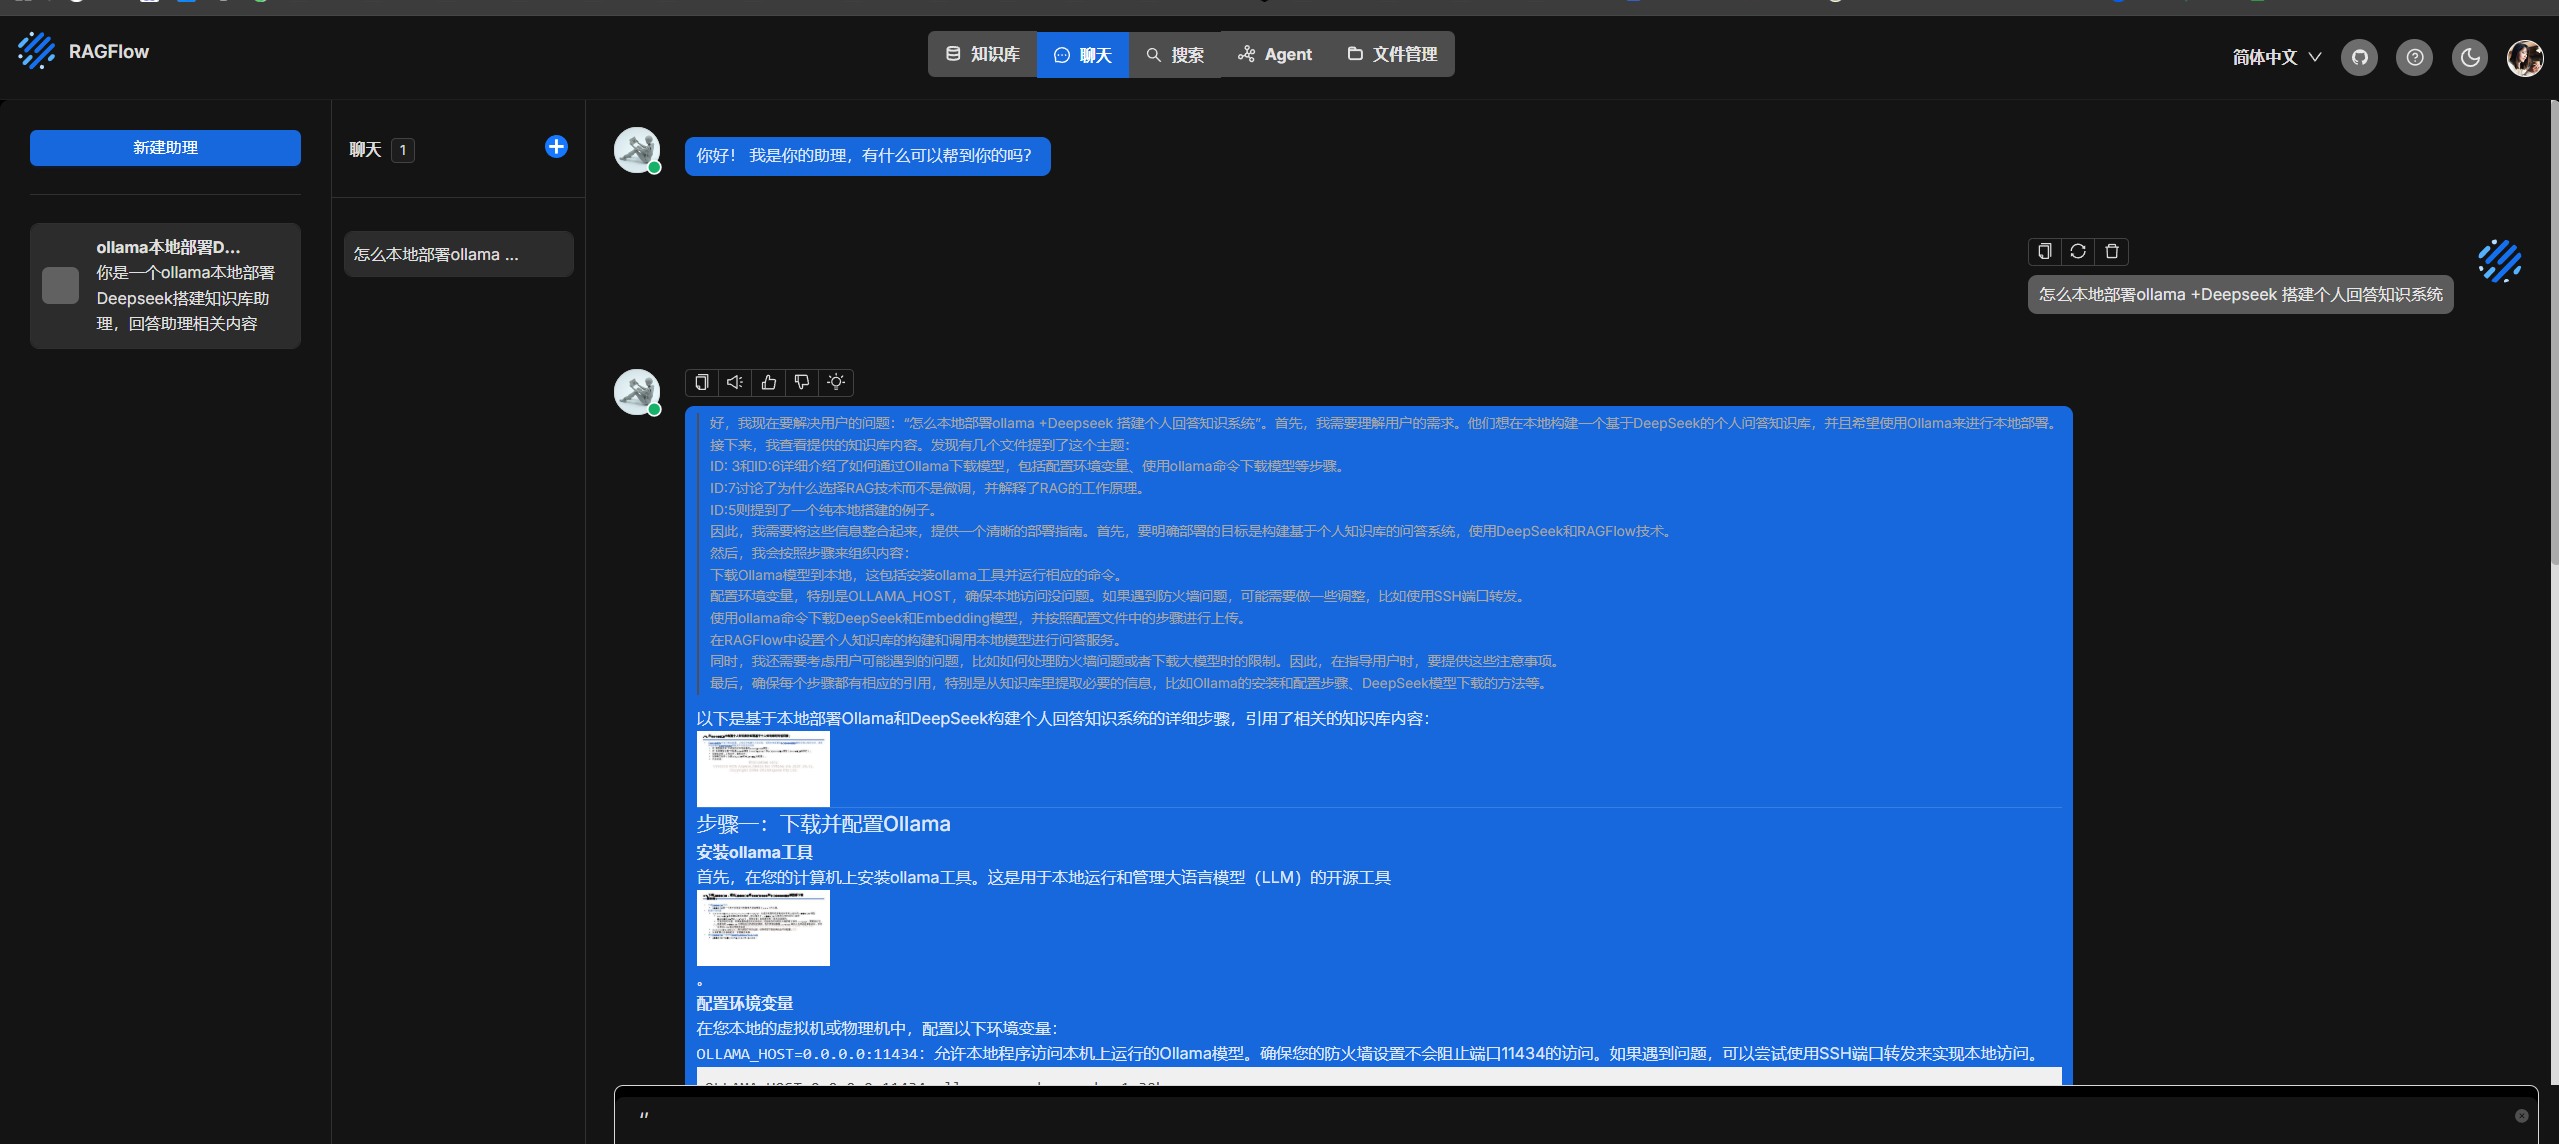 RAGFlow
知识库
聊天
搜索
Agent
文件管理
简体中文
新建助理
ollama本地部署D...
你是一个ollama本地部署
Deepseek搭建知识库助
理，回答助理相关内容
聊天 1
怎么本地部署ollama ...
你好！ 我是你的助理，有什么可以帮到你的吗？
怎么本地部署ollama +Deepseek 搭建个人回答知识系统
好，我现在要解决用户的问题：“怎么本地部署ollama +Deepseek 搭建个人回答知识系统”。首先，我需要理解用户的需求。他们想在本地构建一个基于DeepSeek的个人问答知识库，并且希望使用Ollama来进行本地部署。
接下来，我查看提供的知识库内容。发现有几个文件提到了这个主题：
ID: 3和ID:6详细介绍了如何通过Ollama下载模型，包括配置环境变量、使用ollama命令下载模型等步骤。
ID:7讨论了为什么选择RAG技术而不是微调，并解释了RAG的工作原理。
ID:5则提到了一个纯本地搭建的例子。
因此，我需要将这些信息整合起来，提供一个清晰的部署指南。首先，要明确部署的目标是构建基于个人知识库的问答系统，使用DeepSeek和RAGFlow技术。
然后，我会按照步骤来组织内容：
下载Ollama模型到本地，这包括安装ollama工具并运行相应的命令。
配置环境变量，特别是OLLAMA_HOST，确保本地访问没问题。如果遇到防火墙问题，可能需要做一些调整，比如使用SSH端口转发。
使用ollama命令下载DeepSeek和Embedding模型，并按照配置文件中的步骤进行上传。
在RAGFlow中设置个人知识库的构建和调用本地模型进行问答服务。
同时，我还需要考虑用户可能遇到的问题，比如如何处理防火墙问题或者下载大模型时的限制。因此，在指导用户时，要提供这些注意事项。
最后，确保每个步骤都有相应的引用，特别是从知识库里提取必要的信息，比如Ollama的安装和配置步骤、DeepSeek模型下载的方法等。
以下是基于本地部署Ollama和DeepSeek构建个人回答知识系统的详细步骤，引用了相关的知识库内容：
步骤一：下载并配置Ollama
安装ollama工具
首先，在您的计算机上安装ollama工具。这是用于本地运行和管理大语言模型（LLM）的开源工具
。
配置环境变量
在您本地的虚拟机或物理机中，配置以下环境变量：
OLLAMA_HOST=0.0.0.0:11434：允许本地程序访问本机上运行的Ollama模型。确保您的防火墙设置不会阻止端口11434的访问。如果遇到问题，可以尝试使用SSH端口转发来实现本地访问。
"